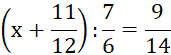 (x + 11/12) : 7/6 = 9/14